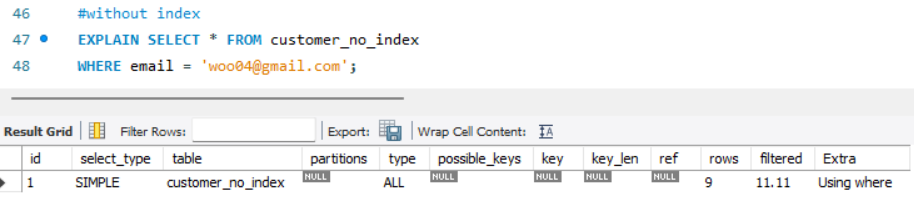 46 #without index
47 EXPLAIN SELECT * FROM customer_no_index
48 WHERE email = 'woo04@gmail.com';
Result Grid Filter Rows: Export: Wrap Cell Content: IA
id select_type table partitions type possible_keys key key_len ref rows filtered Extra
1 SIMPLE customer_no_index NULL ALL NULL NULL NULL NULL 9 11.11 Using where